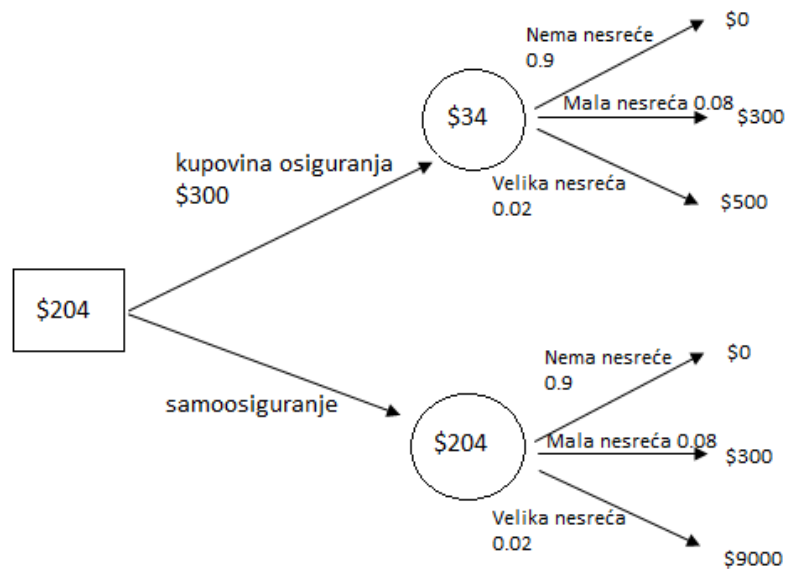 $0
Nema nesreće
0.9
$34
Mala nesreća 0.08
$300
kupovina osiguranja
$300
Velika nesreća
0.02
$500
$204
$0
Nema nesreće
0.9
samoosiguranje
$204
Mala nesreća 0.08
$300
Velika nesreća
0.02
$9000